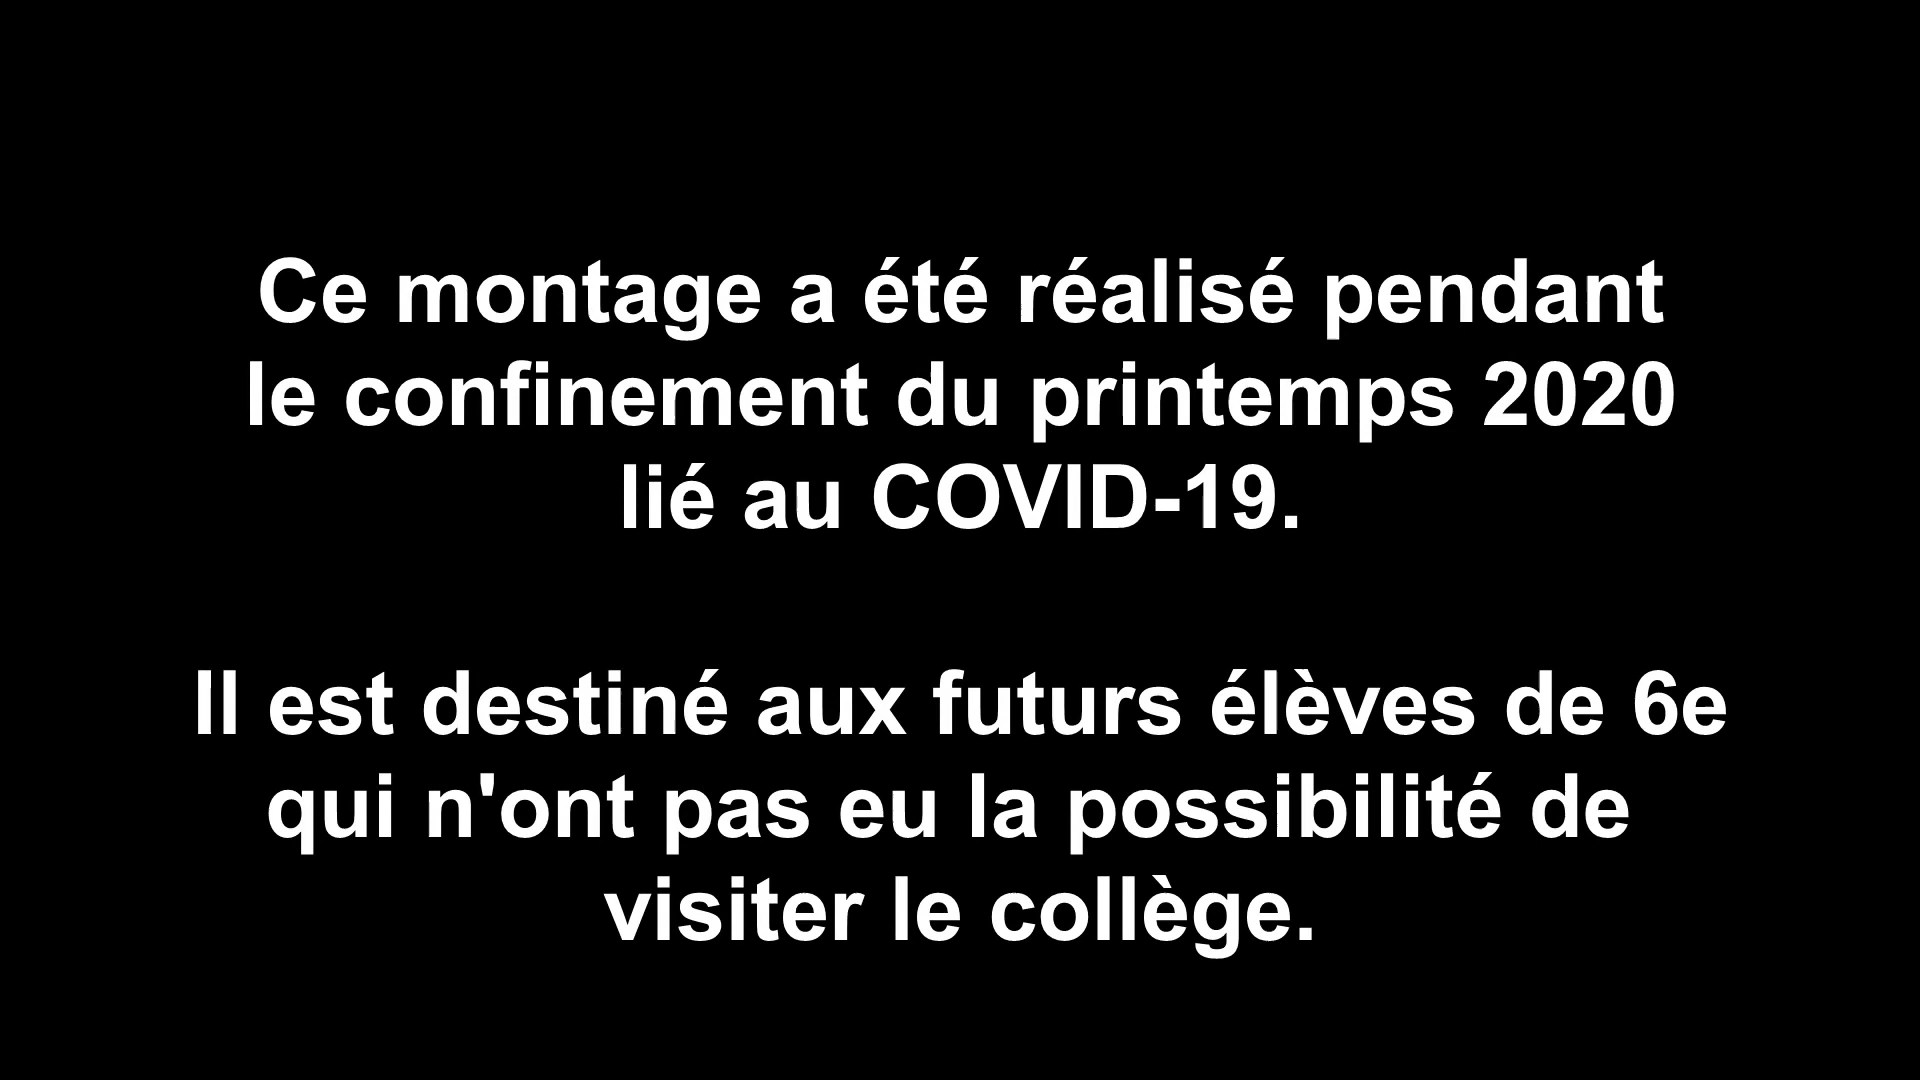 Ce montage a été réalisé pendant
le confinement du printemps 2020
lié au COVID-19.
Il est destiné aux futurs élèves de 6e
qui n'ont pas eu la possibilité de
visiter le collège.